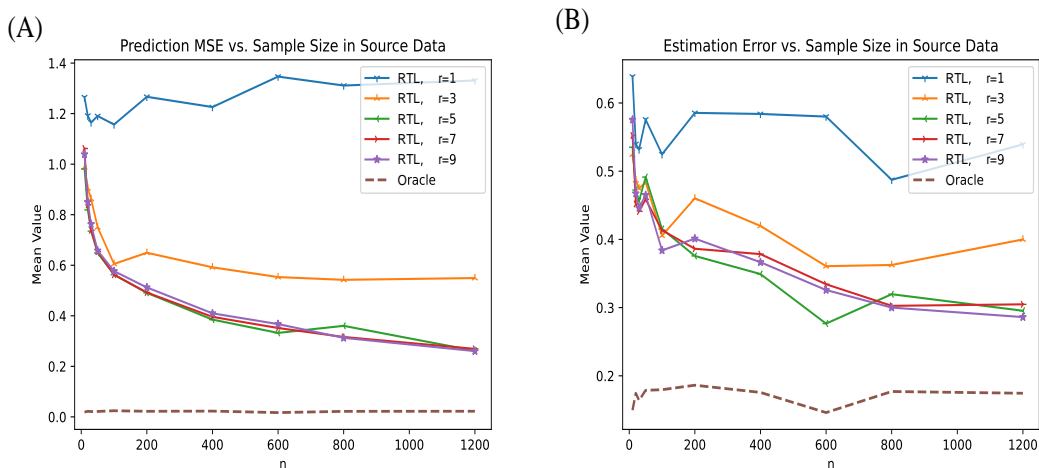 (A)
Prediction MSE vs. Sample Size in Source Data
Mean Value
1.4
1.2
1.0
0.8
0.6
0.4
0.2
0.0
0 200 400 600 800 1000 1200
n
RTL, r=1
RTL, r=3
RTL, r=5
RTL, r=7
RTL, r=9
Oracle
(B)
Estimation Error vs. Sample Size in Source Data
Mean Value
0.6
0.5
0.4
0.3
0.2
0 200 400 600 800 1000 1200
n
RTL, r=1
RTL, r=3
RTL, r=5
RTL, r=7
RTL, r=9
Oracle